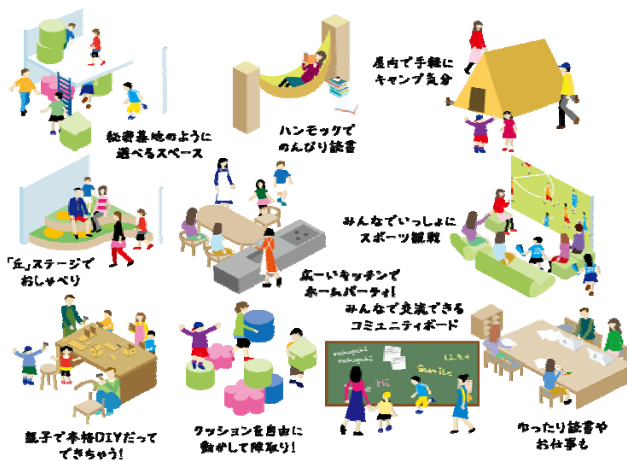 秘密基地のように
遊べるスペース
ハンモックで
のんびり読書
屋内で手軽に
キャンプ気分
「丘」ステージで
おしゃべり
広ーいキッチンで
ホームパーティ!
みんなでいっしょに
スポーツ観戦
親子で本格DIYだって
できちゃう!
クッションを自由に
動かして陣取り!
みんなで交流できる
コミュニティボード
Smile
Hi
1.2.3.4
ゆったり読書や
お仕事も